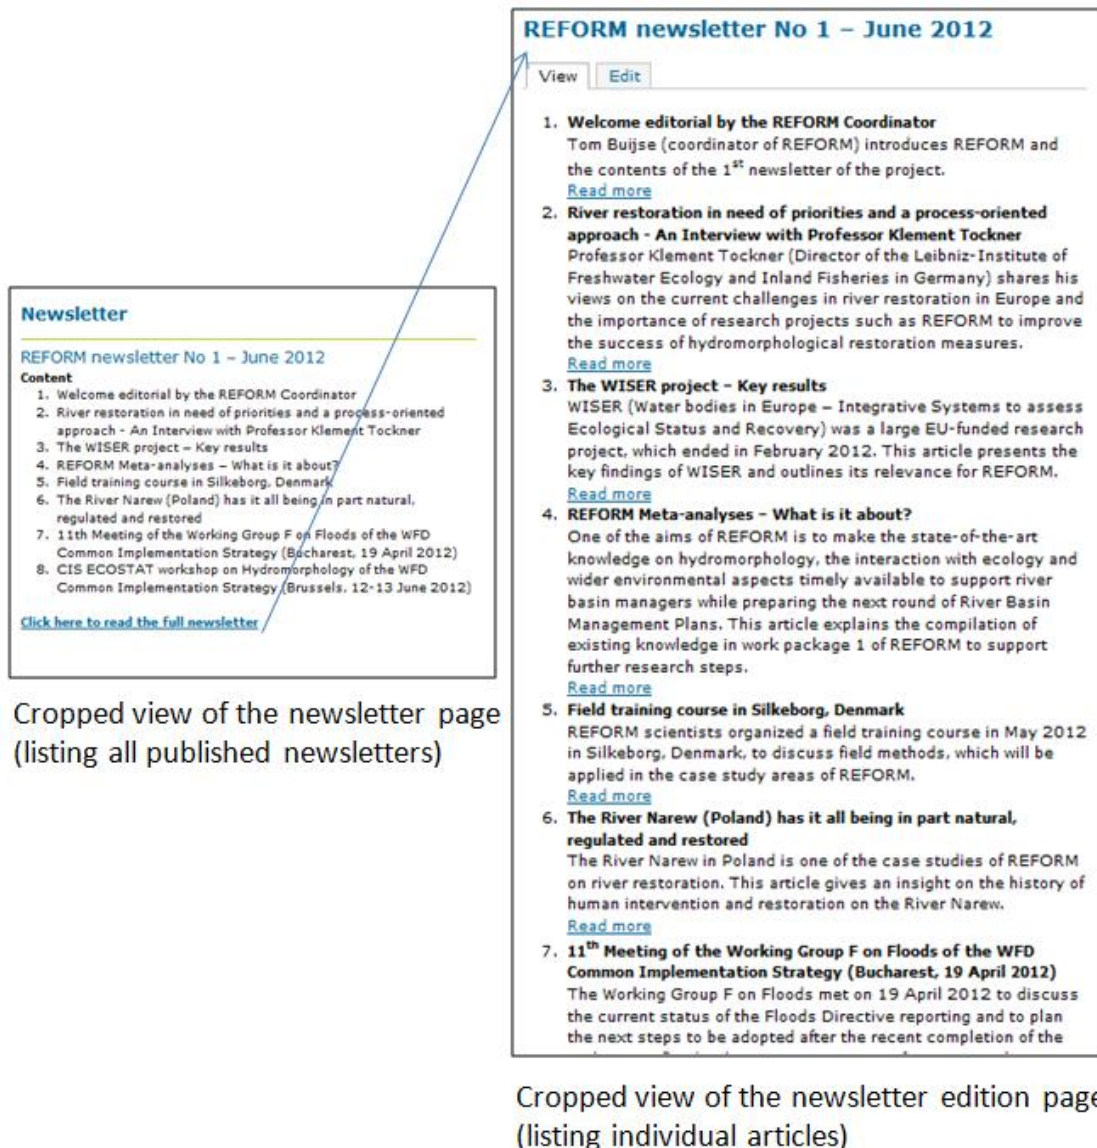 Newsletter
REFORM newsletter No 1 – June 2012
Content
1. Welcome editorial by the REFORM Coordinator
2. River restoration in need of priorities and a process-oriented
approach - An Interview with Professor Klement Tockner
3. The WISER project – Key results
4. REFORM Meta-analyses – What is it about?
5. Field training course in Silkeborg, Denmark
6. The River Narew (Poland) has it all being in part natural,
regulated and restored
7. 11th Meeting of the Working Group F on Floods of the WFD
Common Implementation Strategy (Bucharest, 19 April 2012)
8. CIS ECOSTAT workshop on Hydromorphology of the WFD
Common Implementation Strategy (Brussels, 12-13 June 2012)
Click here to read the full newsletter
Cropped view of the newsletter page
(listing all published newsletters)
REFORM newsletter No 1 – June 2012
View Edit
1. Welcome editorial by the REFORM Coordinator
Tom Buijse (coordinator of REFORM) introduces REFORM and
the contents of the 1st newsletter of the project.
Read more
2. River restoration in need of priorities and a process-oriented
approach - An Interview with Professor Klement Tockner
Professor Klement Tockner (Director of the Leibniz-Institute of
Freshwater Ecology and Inland Fisheries in Germany) shares his
views on the current challenges in river restoration in Europe and
the importance of research projects such as REFORM to improve
the success of hydromorphological restoration measures.
Read more
3. The WISER project – Key results
WISER (Water bodies in Europe – Integrative Systems to assess
Ecological Status and Recovery) was a large EU-funded research
project, which ended in February 2012. This article presents the
key findings of WISER and outlines its relevance for REFORM.
Read more
4. REFORM Meta-analyses – What is it about?
One of the aims of REFORM is to make the state-of-the-art
knowledge on hydromorphology, the interaction with ecology and
wider environmental aspects timely available to support river
basin managers while preparing the next round of River Basin
Management Plans. This article explains the compilation of
existing knowledge in work package 1 of REFORM to support
further research steps.
Read more
5. Field training course in Silkeborg, Denmark
REFORM scientists organized a field training course in May 2012
in Silkeborg, Denmark, to discuss field methods, which will be
applied in the case study areas of REFORM.
Read more
6. The River Narew (Poland) has it all being in part natural,
regulated and restored
The River Narew in Poland is one of the case studies of REFORM
on river restoration. This article gives an insight on the history of
human intervention and restoration on the River Narew.
Read more
7. 11th Meeting of the Working Group F on Floods of the WFD
Common Implementation Strategy (Bucharest, 19 April 2012)
The Working Group F on Floods met on 19 April 2012 to discuss
the current status of the Floods Directive reporting and to plan
the next steps to be adopted after the recent completion of the
Cropped view of the newsletter edition page
(listing individual articles)